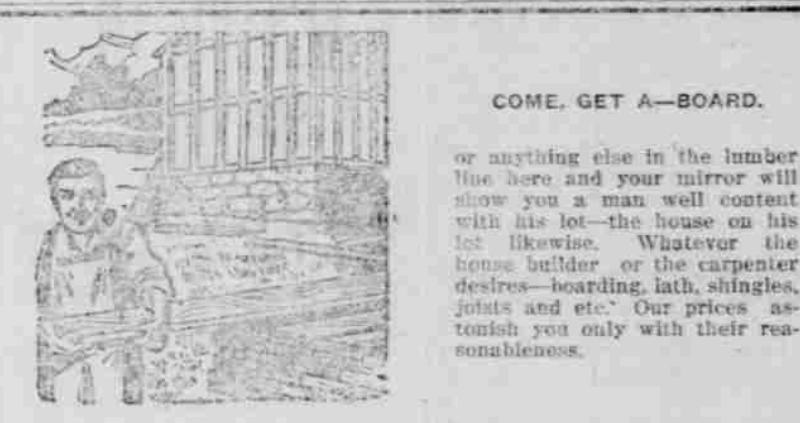 COME, GET A—BOARD.
or anything else in the lumber
line here and your mirror will
show you a man well content
with his lot—the house on his
lot likewise. Whatever the
house builder or the carpenter
desires—boarding, lath, shingles,
joists and etc. Our prices as-
tonish you only with their rea-
sonableness.